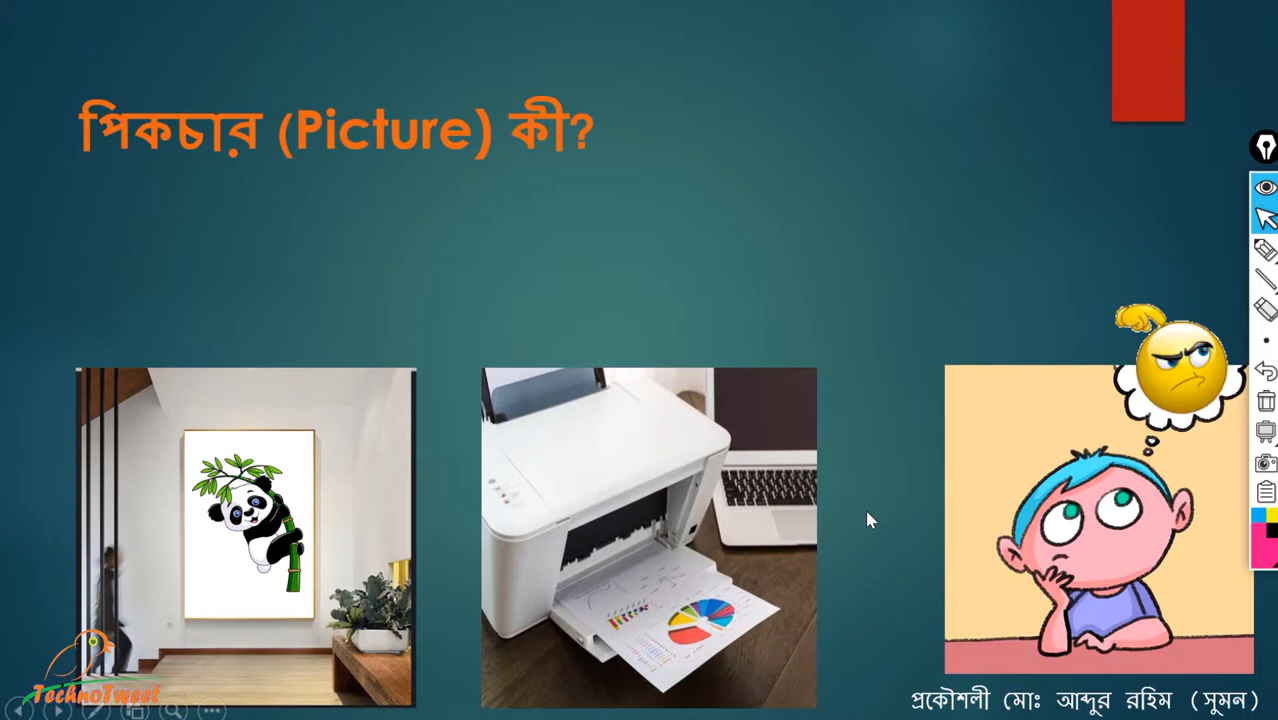 পিকচার (Picture) কী?
TechnoTweet
প্রকৌশলী মোঃ আব্দুর রহিম (সুমন)